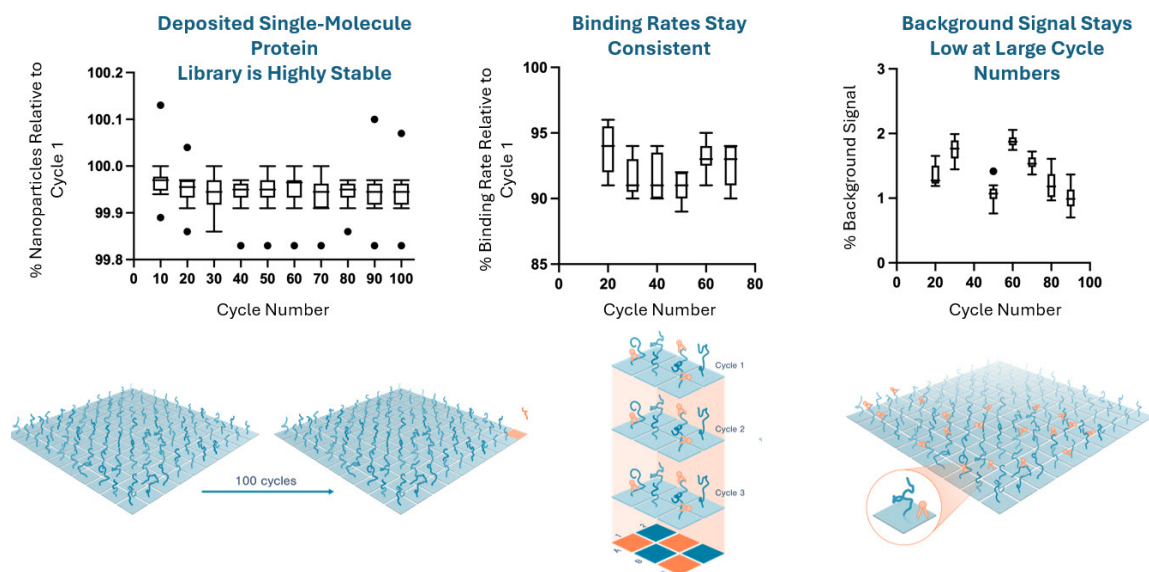 Deposited Single-Molecule
Protein
Library is Highly Stable
% Nanoparticles Relative to
Cycle 1
100.2
100.1
100.0
99.9
99.8
0 10 20 30 40 50 60 70 80 90 100
Cycle Number
Binding Rates Stay
Consistent
% Binding Rate Relative to
Cycle 1
100
95
90
85
0 20 40 60 80
Cycle Number
Background Signal Stays
Low at Large Cycle
Numbers
% Background Signal
3
2
1
0
0 20 40 60 80 100
Cycle Number
100 cycles
Cycle 1
Cycle 2
Cycle 3